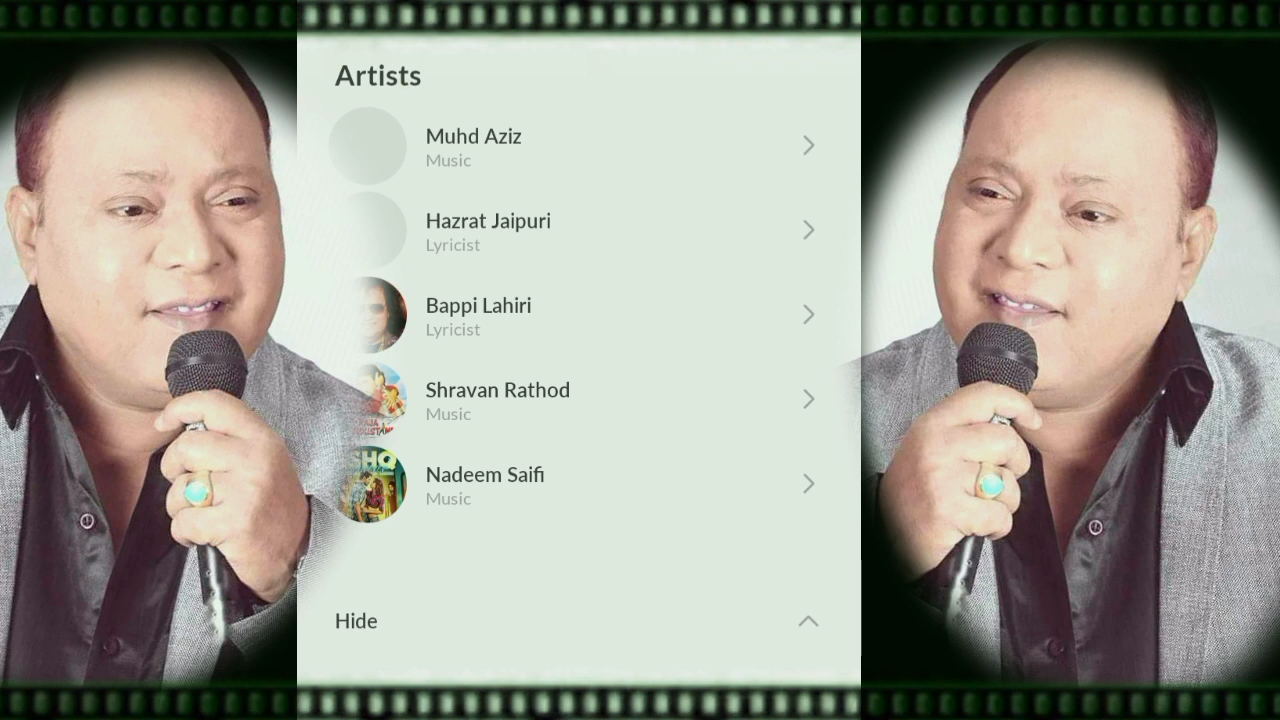 Artists
Muhd Aziz
Music
Hazrat Jaipuri
Lyricist
Bappi Lahiri
Lyricist
Shravan Rathod
Music
Nadeem Saifi
Music
Hide